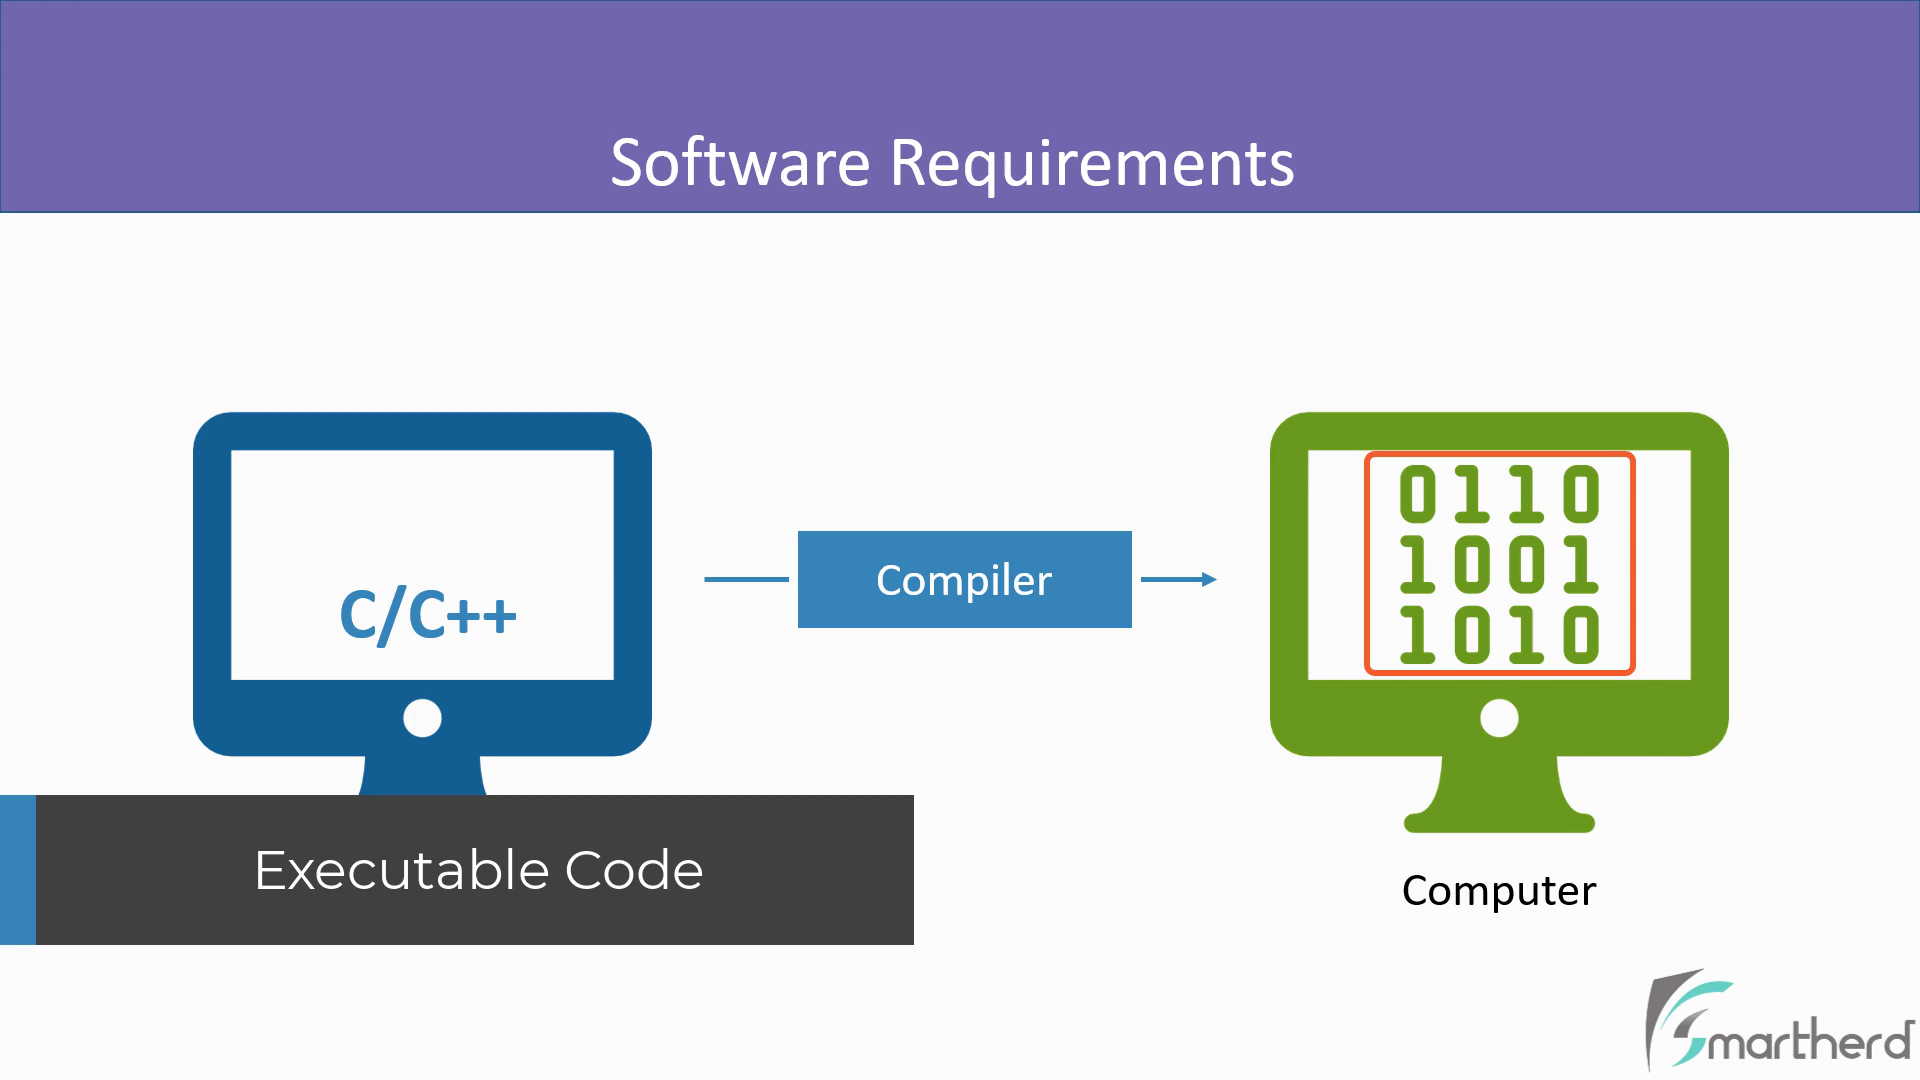 Software Requirements
C/C++
Compiler
0110
1001
1010
Executable Code
Computer
Smartherd